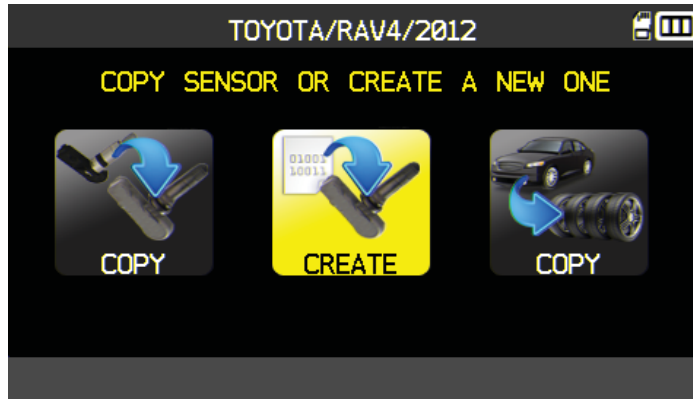 TOYOTA/RAV4/2012
COPY SENSOR OR CREATE A NEW ONE
01001
10011
COPY
CREATE
COPY